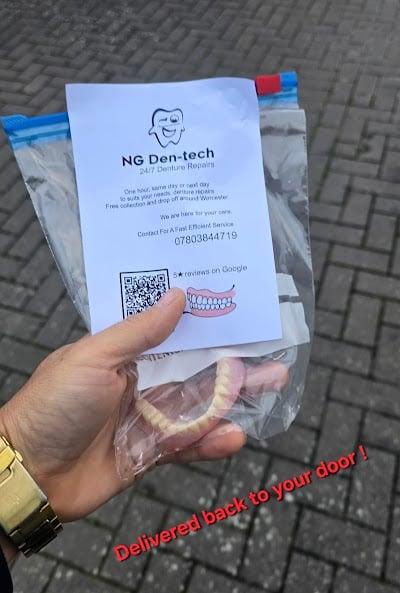 NG Den-tech
24/7 Denture Repairs
One hour, same day or next day
to suits your needs, denture repairs
Free collection and drop off around Worcester
We are here for your care.
Contact For A Fast Efficient Service
07803844719
5★ reviews on Google
Delivered back to your door !